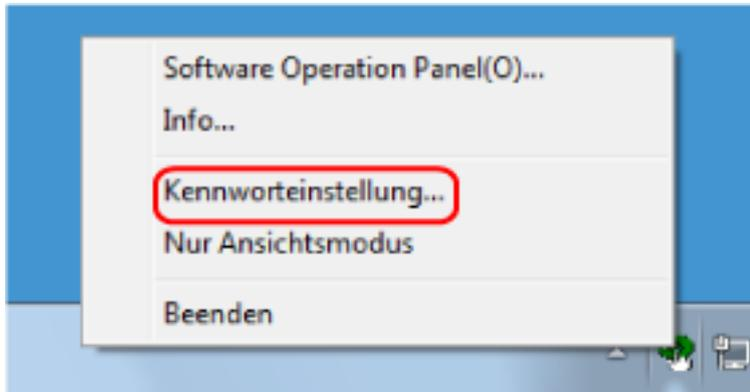 Software Operation Panel(O)...
Info...
Kennworteinstellung...
Nur Ansichtsmodus
Beenden